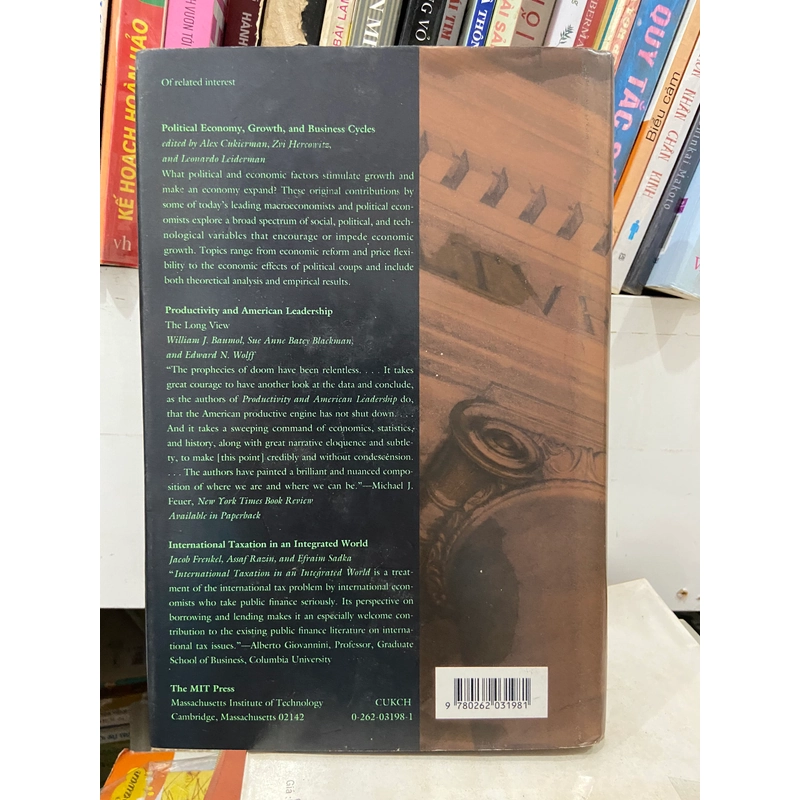 KẾ HOẠCH HOÀN HẢO
vh
HẠNH
BÀI LÀM
QUY TẮC
Biểu cảm
NHÂN CHÂN KINH
Shinkai Makoto
Of related interest
Political Economy, Growth, and Business Cycles
edited by Alex Cukierman, Zvi Hercowitz,
and Leonardo Leiderman
What political and economic factors stimulate growth and
make an economy expand? These original contributions by
some of today's leading macroeconomists and political econ-
omists explore a broad spectrum of social, political, and tech-
nological variables that encourage or impede economic
growth. Topics range from economic reform and price flexi-
bility to the economic effects of political coups and include
both theoretical analysis and empirical results.
Productivity and American Leadership
The Long View
William J. Baumol, Sue Anne Batey Blackman,
and Edward N. Wolff
"The prophecies of doom have been relentless. . . . It takes
great courage to have another look at the data and conclude,
as the authors of Productivity and American Leadership do,
that the American productive engine has not shut down. . . .
And it takes a sweeping command of economics, statistics,
and history, along with great narrative eloquence and subtle-
ty, to make [this point] credibly and without condescension.
. . . The authors have painted a brilliant and nuanced compo-
sition of where we are and where we can be."—Michael J.
Feuer, New York Times Book Review
Available in Paperback
International Taxation in an Integrated World
Jacob Frenkel, Assaf Razin, and Efraim Sadka
"International Taxation in an Integrated World is a treat-
ment of the international tax problem by international econ-
omists who take public finance seriously. Its perspective on
borrowing and lending makes it an especially welcome con-
tribution to the existing public finance literature on interna-
tional tax issues."—Alberto Giovannini, Professor, Graduate
School of Business, Columbia University
The MIT Press
Massachusetts Institute of Technology CUKCH
Cambridge, Massachusetts 02142 0-262-03198-1
9 780262 031981